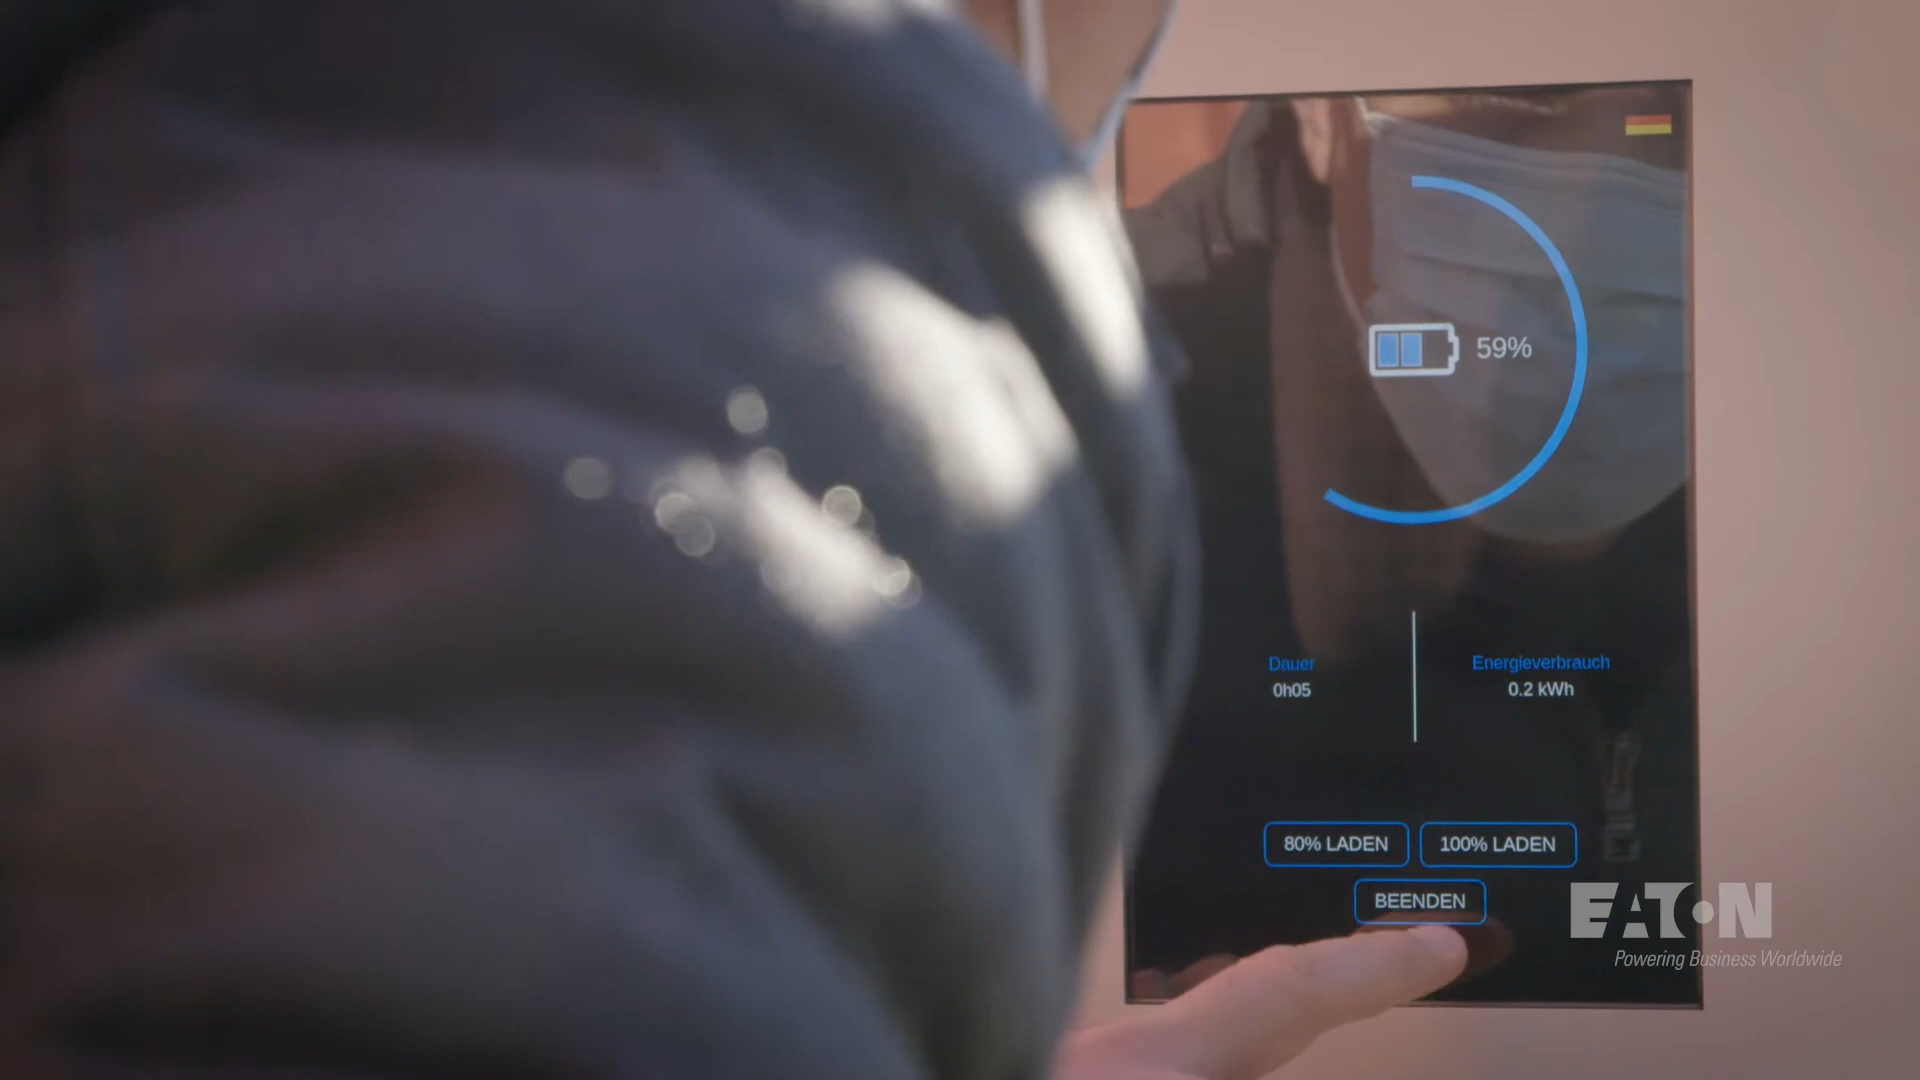 59%
Dauer
0h05
Energieverbrauch
0.2 kWh
80% LADEN
100% LADEN
BEENDEN
EATON
Powering Business Worldwide